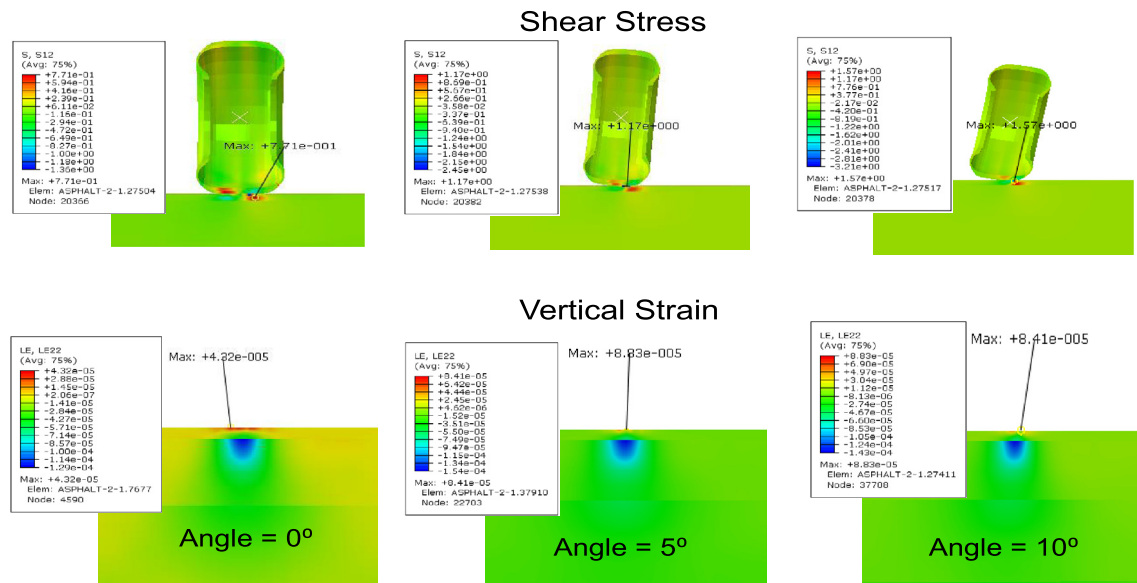 Shear Stress
S, S12
(Avg: 75%)
+7.71e-01
+5.94e-01
+4.16e-01
+2.39e-01
+6.11e-02
-1.16e-01
-2.94e-01
-4.72e-01
-6.49e-01
-8.27e-01
-1.00e+00
-1.18e+00
-1.36e+00
Max: +7.71e-01
Elem: ASPHALT-2-1.27504
Node: 20366
Max: +7.71e-001
S, S12
(Avg: 75%)
+1.17e+00
+8.69e-01
+5.67e-01
+2.66e-01
-3.58e-02
-3.37e-01
-6.39e-01
-9.40e-01
-1.24e+00
-1.54e+00
-1.84e+00
-2.15e+00
-2.45e+00
Max: +1.17e+00
Elem: ASPHALT-2-1.27538
Node: 20382
Max: +1.17e+000
S, S12
(Avg: 75%)
+1.57e+00
+1.17e+00
+7.76e-01
+3.77e-01
-2.17e-02
-4.20e-01
-8.19e-01
-1.22e+00
-1.62e+00
-2.01e+00
-2.41e+00
-2.81e+00
-3.21e+00
Max: +1.57e+00
Elem: ASPHALT-2-1.27517
Node: 20378
Max: +1.57e+000
Vertical Strain
LE, LE22
(Avg: 75%)
+4.32e-05
+2.88e-05
+1.45e-05
+2.06e-07
-1.41e-05
-2.84e-05
-4.27e-05
-5.71e-05
-7.14e-05
-8.57e-05
-1.00e-04
-1.14e-04
-1.29e-04
Max: +4.32e-05
Elem: ASPHALT-2-1.7677
Node: 4590
Max: +4.32e-005
Angle = 0º
LE, LE22
(Avg: 75%)
+8.41e-05
+6.42e-05
+4.44e-05
+2.45e-05
+4.62e-06
-1.52e-05
-3.51e-05
-5.50e-05
-7.49e-05
-9.47e-05
-1.15e-04
-1.34e-04
-1.54e-04
Max: +8.41e-05
Elem: ASPHALT-2-1.37910
Node: 22703
Max: +8.83e-005
Angle = 5º
LE, LE22
(Avg: 75%)
+8.83e-05
+6.90e-05
+4.97e-05
+3.04e-05
+1.12e-05
-8.13e-06
-2.74e-05
-4.67e-05
-6.60e-05
-8.53e-05
-1.05e-04
-1.24e-04
-1.43e-04
Max: +8.83e-05
Elem: ASPHALT-2-1.27411
Node: 37708
Max: +8.41e-005
Angle = 10º